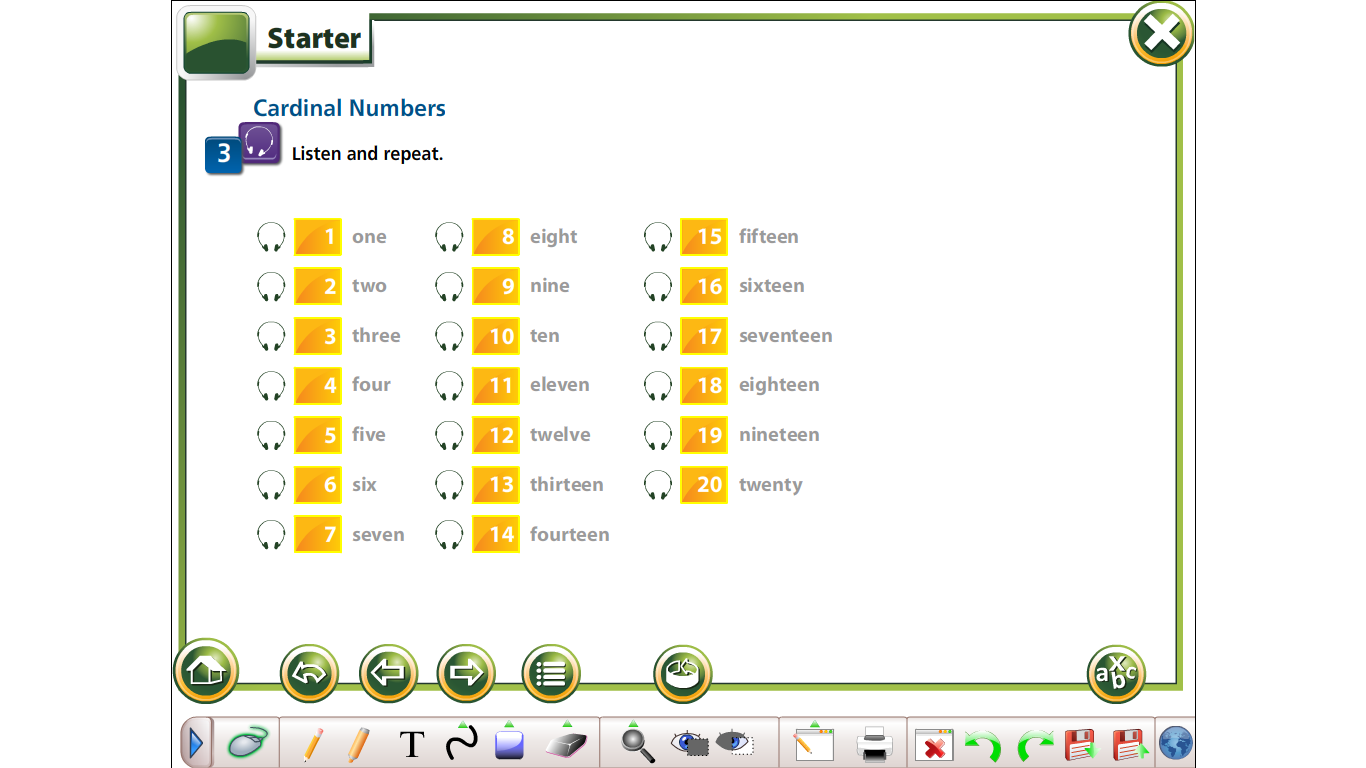 Starter
Cardinal Numbers
3 Listen and repeat.
1 one
2 two
3 three
4 four
5 five
6 six
7 seven
8 eight
9 nine
10 ten
11 eleven
12 twelve
13 thirteen
14 fourteen
15 fifteen
16 sixteen
17 seventeen
18 eighteen
19 nineteen
20 twenty
a x b c
T